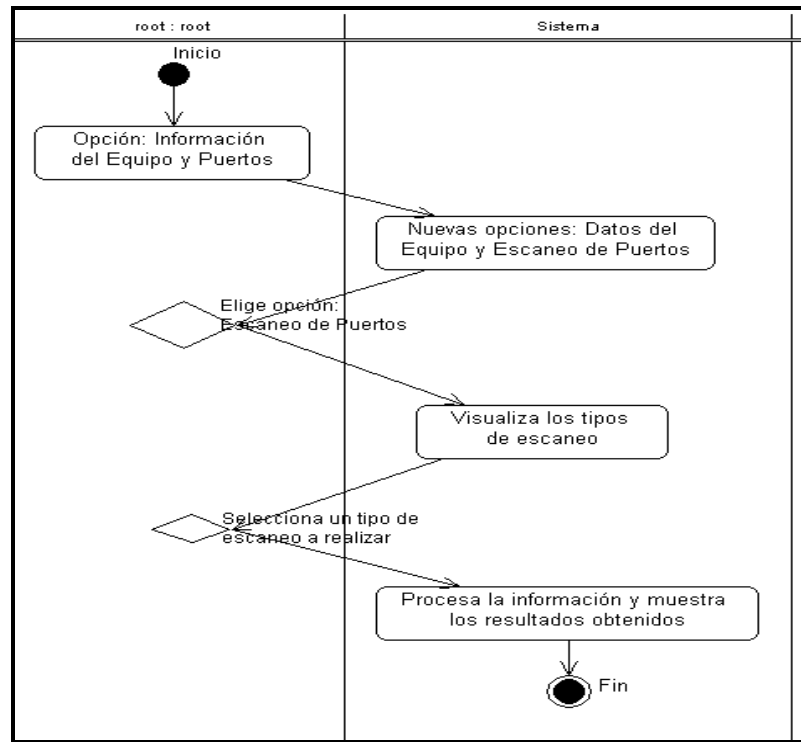 root : root
Sistema
Inicio
Opción: Información
del Equipo y Puertos
Nuevas opciones: Datos del
Equipo y Escaneo de Puertos
Elige opción:
Escaneo de Puertos
Visualiza los tipos
de escaneo
Selecciona un tipo de
escaneo a realizar
Procesa la información y muestra
los resultados obtenidos
Fin